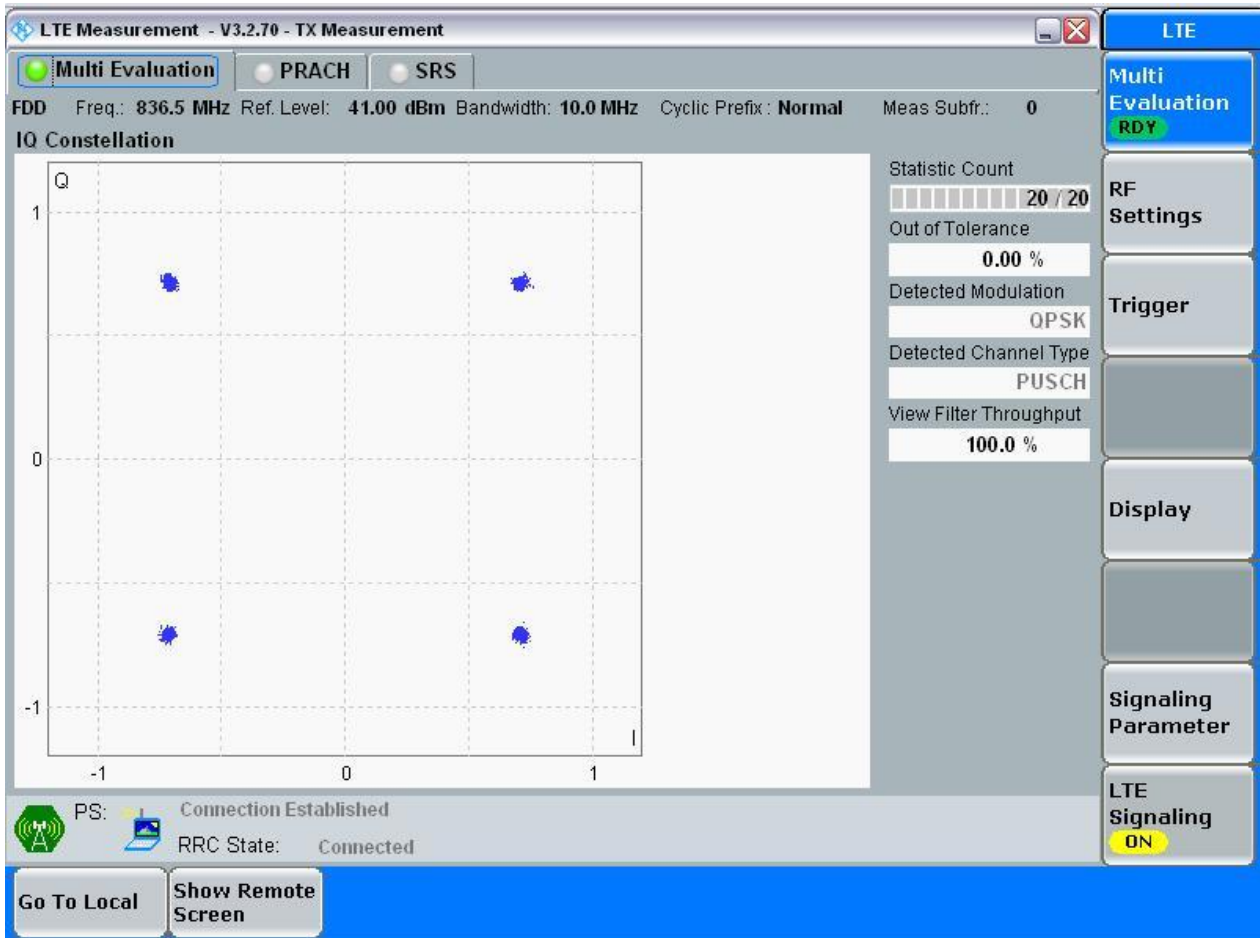 LTE Measurement - V3.2.70 - TX Measurement
LTE
Multi Evaluation PRACH SRS
Multi
Evaluation
RDY
FDD Freq.: 836.5 MHz Ref. Level: 41.00 dBm Bandwidth: 10.0 MHz Cyclic Prefix : Normal Meas Subfr.: 0
IQ Constellation
Q
1
0
-1
-1 0 1
I
Statistic Count
20 / 20
Out of Tolerance
0.00 %
Detected Modulation
QPSK
Detected Channel Type
PUSCH
View Filter Throughput
100.0 %
RF
Settings
Trigger
Display
Signaling
Parameter
LTE
Signaling
ON
PS: Connection Established
RRC State: Connected
Go To Local
Show Remote
Screen